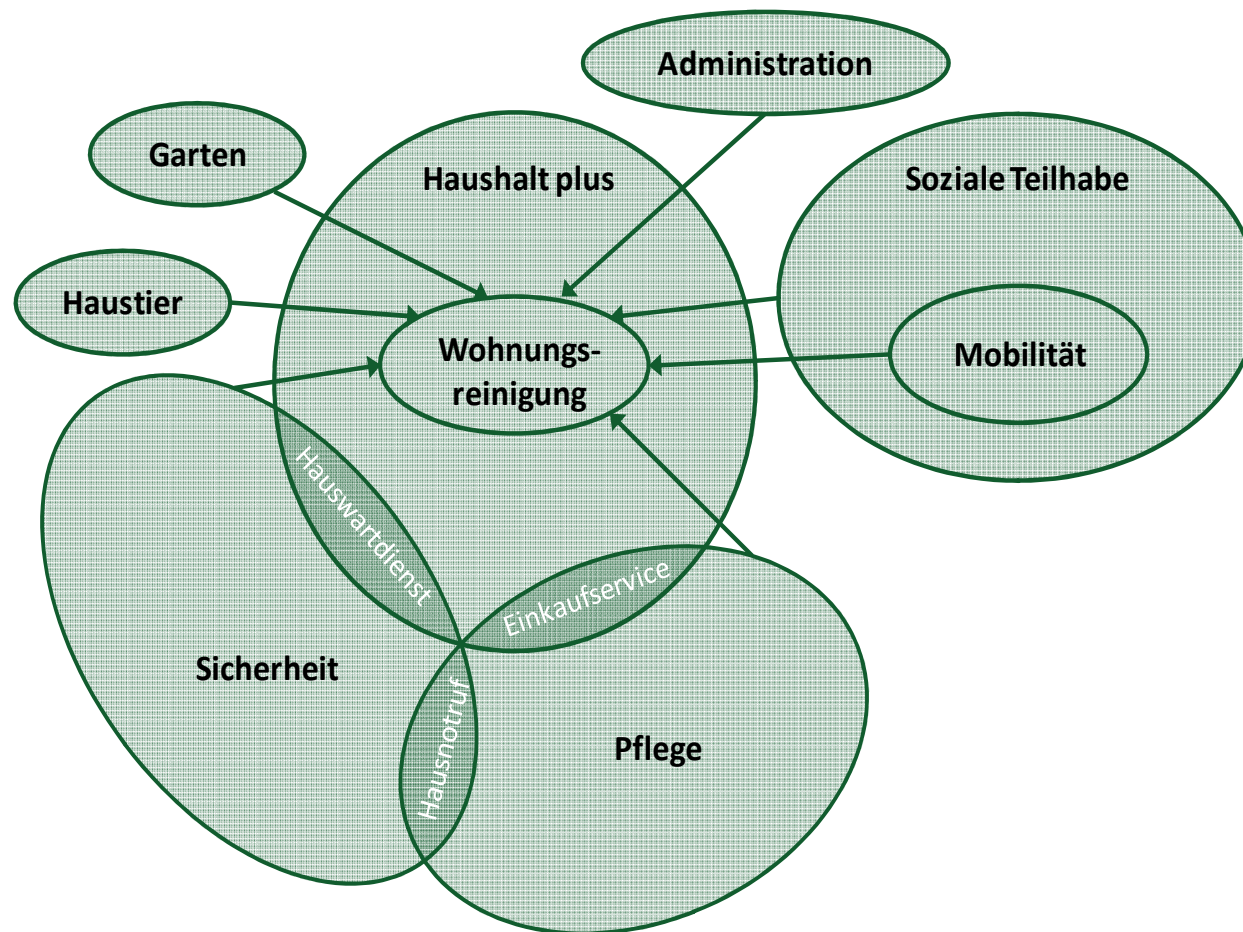 Administration
Garten
Haushalt plus
Soziale Teilhabe
Haustier
Wohnungs-
reinigung
Mobilität
Hauswartdienst
Einkaufservice
Sicherheit
Hausnotruf
Pflege